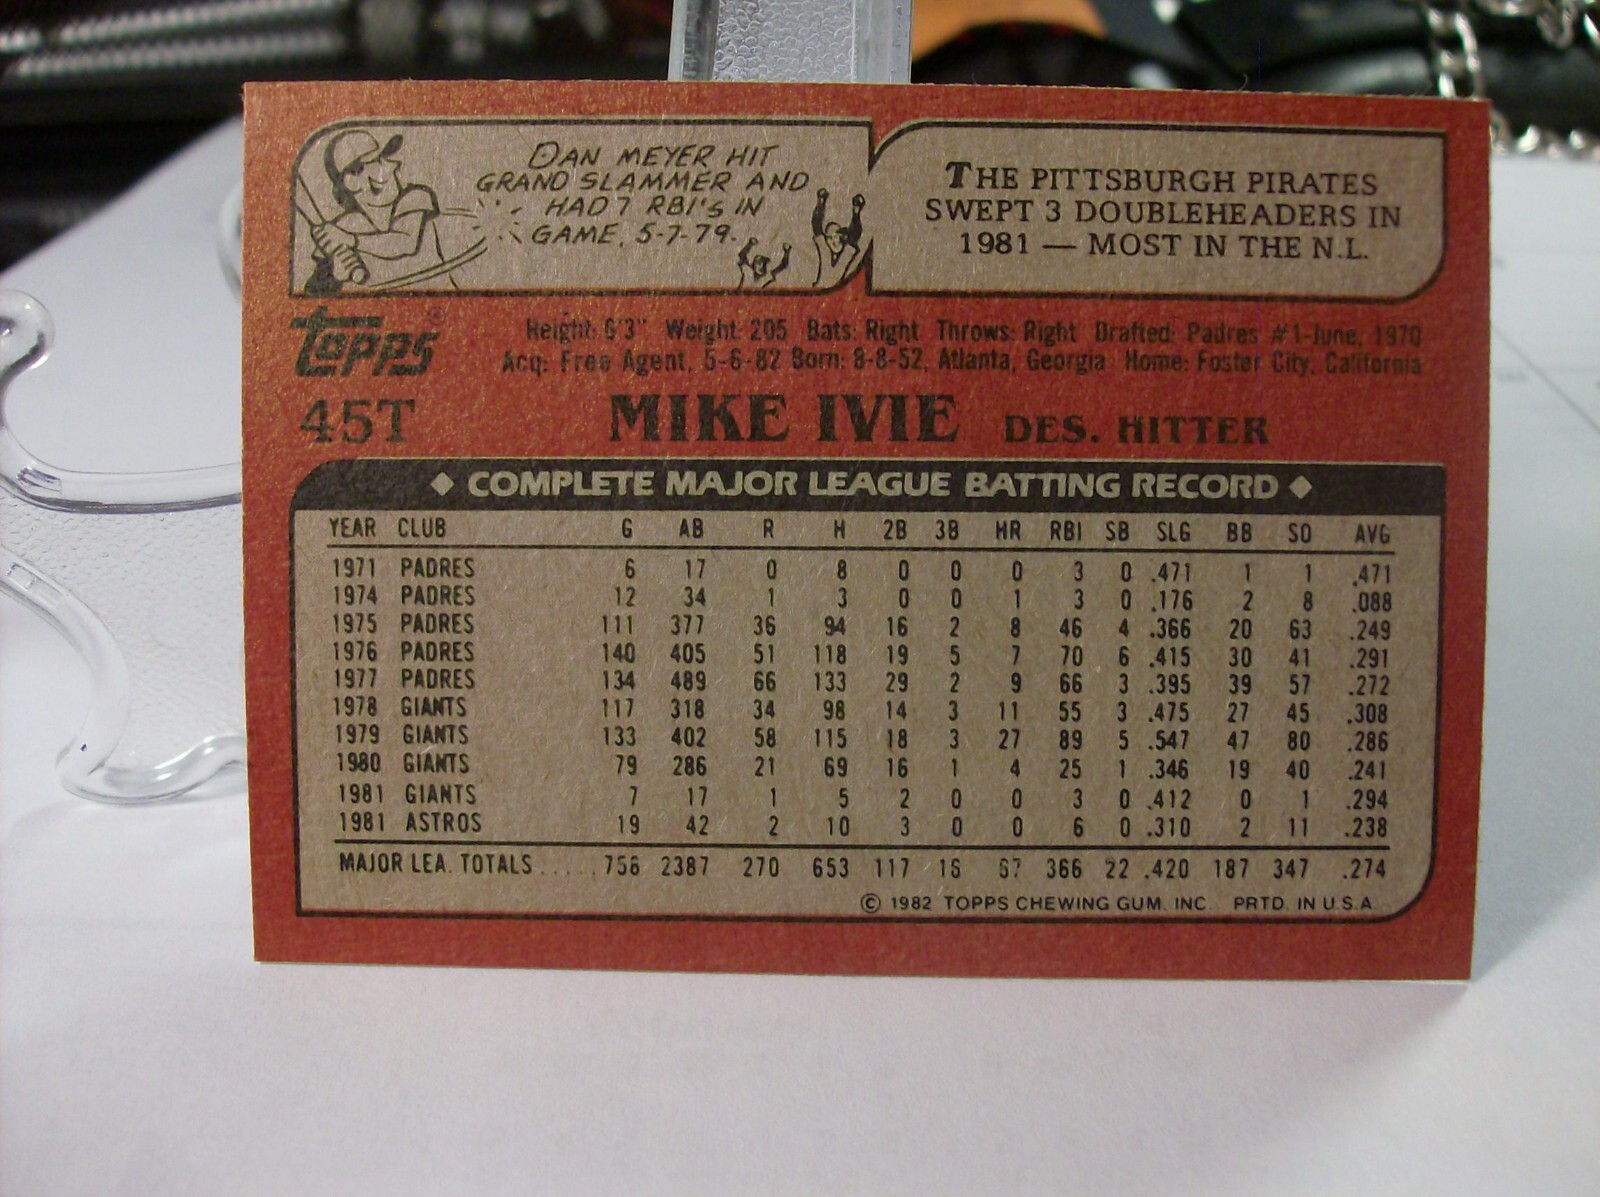 DAN MEYER HIT
GRAND SLAMMER AND
HAD 7 RBI'S IN
GAME, 5-7-79.
THE PITTSBURGH PIRATES
SWEPT 3 DOUBLEHEADERS IN
1981 — MOST IN THE N.L.
topps®
Height: 6'3" Weight: 205 Bats: Right Throws: Right Drafted: Padres #1-June, 1970
Acq: Free Agent, 5-6-82 Born: 8-8-52, Atlanta, Georgia Home: Foster City, California
45T MIKE IVIE DES. HITTER
◆ COMPLETE MAJOR LEAGUE BATTING RECORD ◆
YEAR CLUB G AB R H 2B 3B HR RBI SB SLG BB SO AVG
1971 PADRES 6 17 0 8 0 0 0 3 0 .471 1 1 .471
1974 PADRES 12 34 1 3 0 0 1 3 0 .176 2 8 .088
1975 PADRES 111 377 36 94 16 2 8 46 4 .366 20 63 .249
1976 PADRES 140 405 51 118 19 5 7 70 6 .415 30 41 .291
1977 PADRES 134 489 66 133 29 2 9 66 3 .395 39 57 .272
1978 GIANTS 117 318 34 98 14 3 11 55 3 .475 27 45 .308
1979 GIANTS 133 402 58 115 18 3 27 89 5 .547 47 80 .286
1980 GIANTS 79 286 21 69 16 1 4 25 1 .346 19 40 .241
1981 GIANTS 7 17 1 5 2 0 0 3 0 .412 0 1 .294
1981 ASTROS 19 42 2 10 3 0 0 6 0 .310 2 11 .238
MAJOR LEA. TOTALS ..... 758 2387 270 653 117 16 67 366 22 .420 187 347 .274
© 1982 TOPPS CHEWING GUM, INC. PRTD. IN U.S.A.